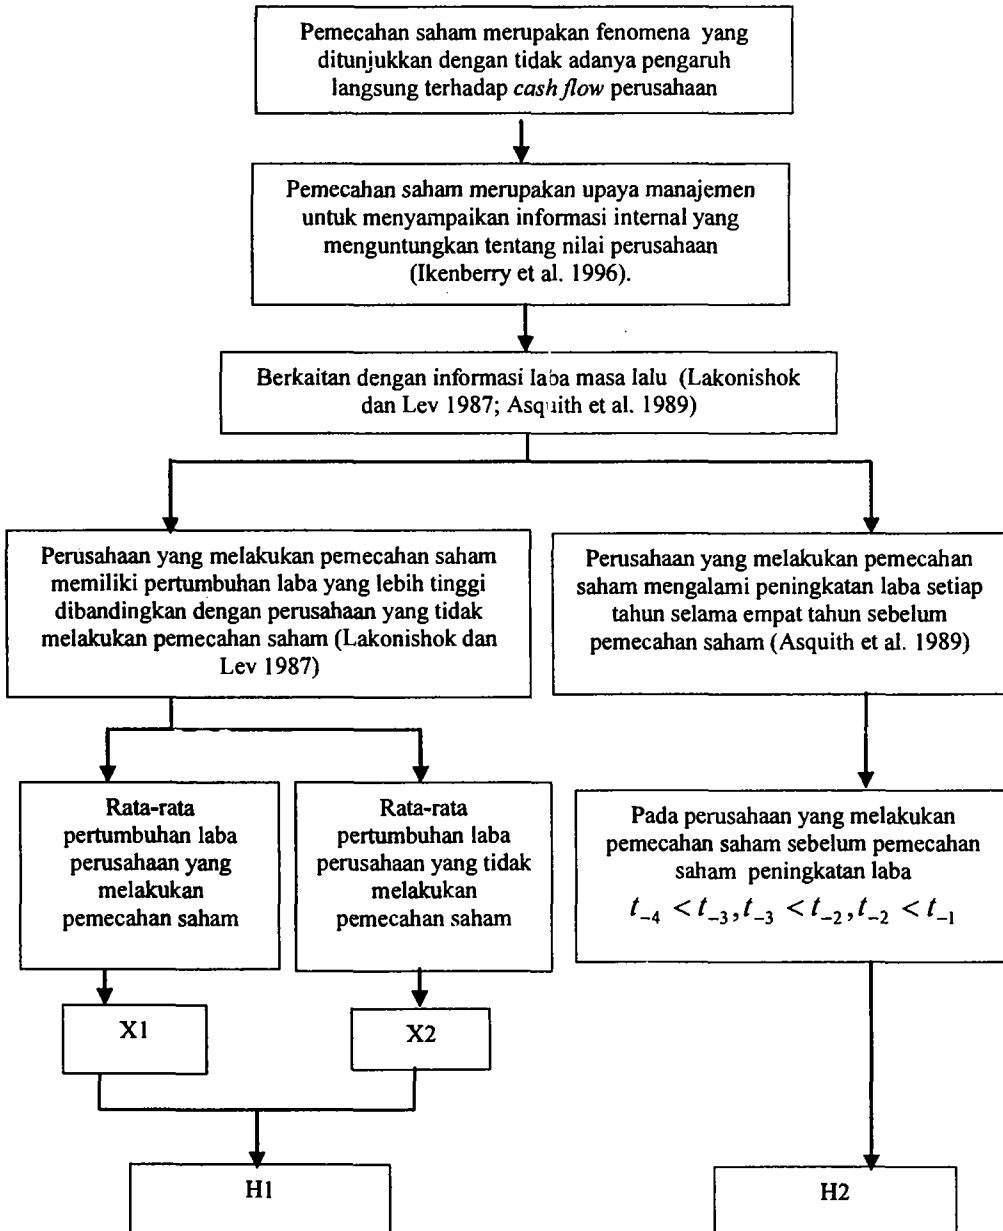 Pemecahan saham merupakan fenomena yang
ditunjukkan dengan tidak adanya pengaruh
langsung terhadap cash flow perusahaan
Pemecahan saham merupakan upaya manajemen
untuk menyampaikan informasi internal yang
menguntungkan tentang nilai perusahaan
(Ikenberry et al. 1996).
Berkaitan dengan informasi laba masa lalu (Lakonishok
dan Lev 1987; Asquith et al. 1989)
Perusahaan yang melakukan pemecahan saham
memiliki pertumbuhan laba yang lebih tinggi
dibandingkan dengan perusahaan yang tidak
melakukan pemecahan saham (Lakonishok dan
Lev 1987)
Perusahaan yang melakukan pemecahan
saham mengalami peningkatan laba setiap
tahun selama empat tahun sebelum
pemecahan saham (Asquith et al. 1989)
Rata-rata
pertumbuhan laba
perusahaan yang
melakukan
pemecahan saham
Rata-rata
pertumbuhan laba
perusahaan yang tidak
melakukan
pemecahan saham
Pada perusahaan yang melakukan
pemecahan saham sebelum pemecahan
saham peningkatan laba
t₋₄ < t₋₃, t₋₃ < t₋₂, t₋₂ < t₋₁
X1
X2
H1
H2